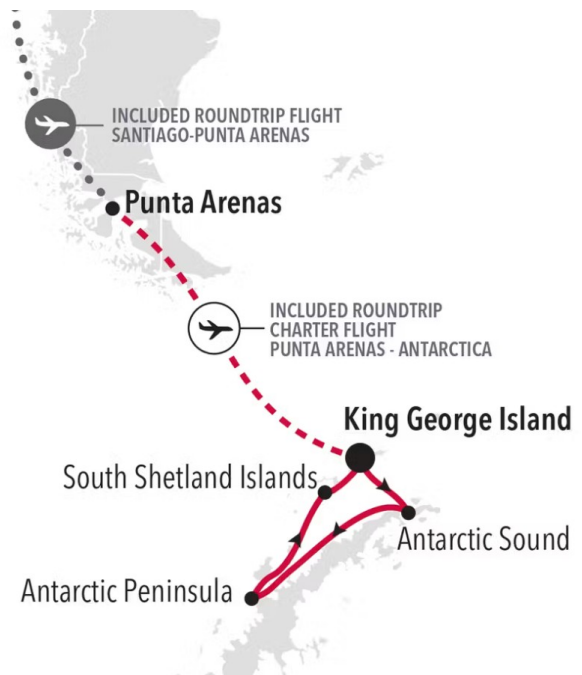 INCLUDED ROUNDTRIP FLIGHT
SANTIAGO-PUNTA ARENAS
Punta Arenas
INCLUDED ROUNDTRIP
CHARTER FLIGHT
PUNTA ARENAS - ANTARCTICA
King George Island
South Shetland Islands
Antarctic Sound
Antarctic Peninsula